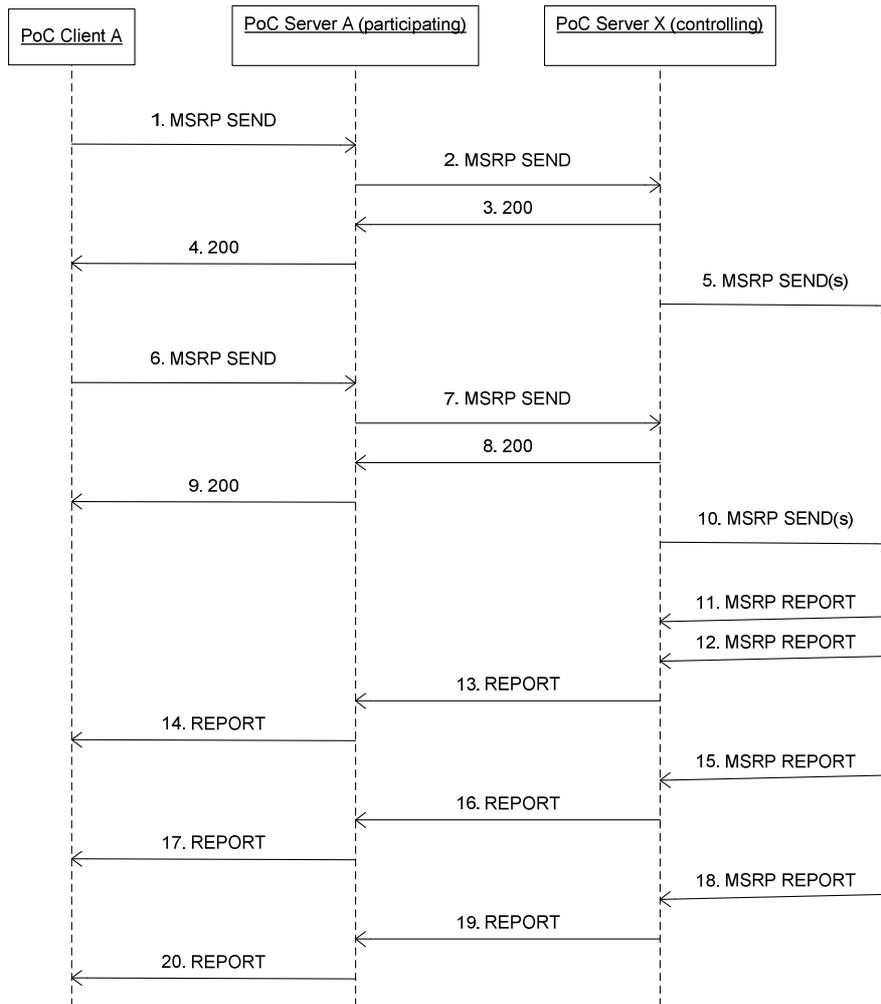 PoC Client A
PoC Server A (participating)
PoC Server X (controlling)
1. MSRP SEND
2. MSRP SEND
3. 200
4. 200
5. MSRP SEND(s)
6. MSRP SEND
7. MSRP SEND
8. 200
9. 200
10. MSRP SEND(s)
11. MSRP REPORT
12. MSRP REPORT
13. REPORT
14. REPORT
15. MSRP REPORT
16. REPORT
17. REPORT
18. MSRP REPORT
19. REPORT
20. REPORT